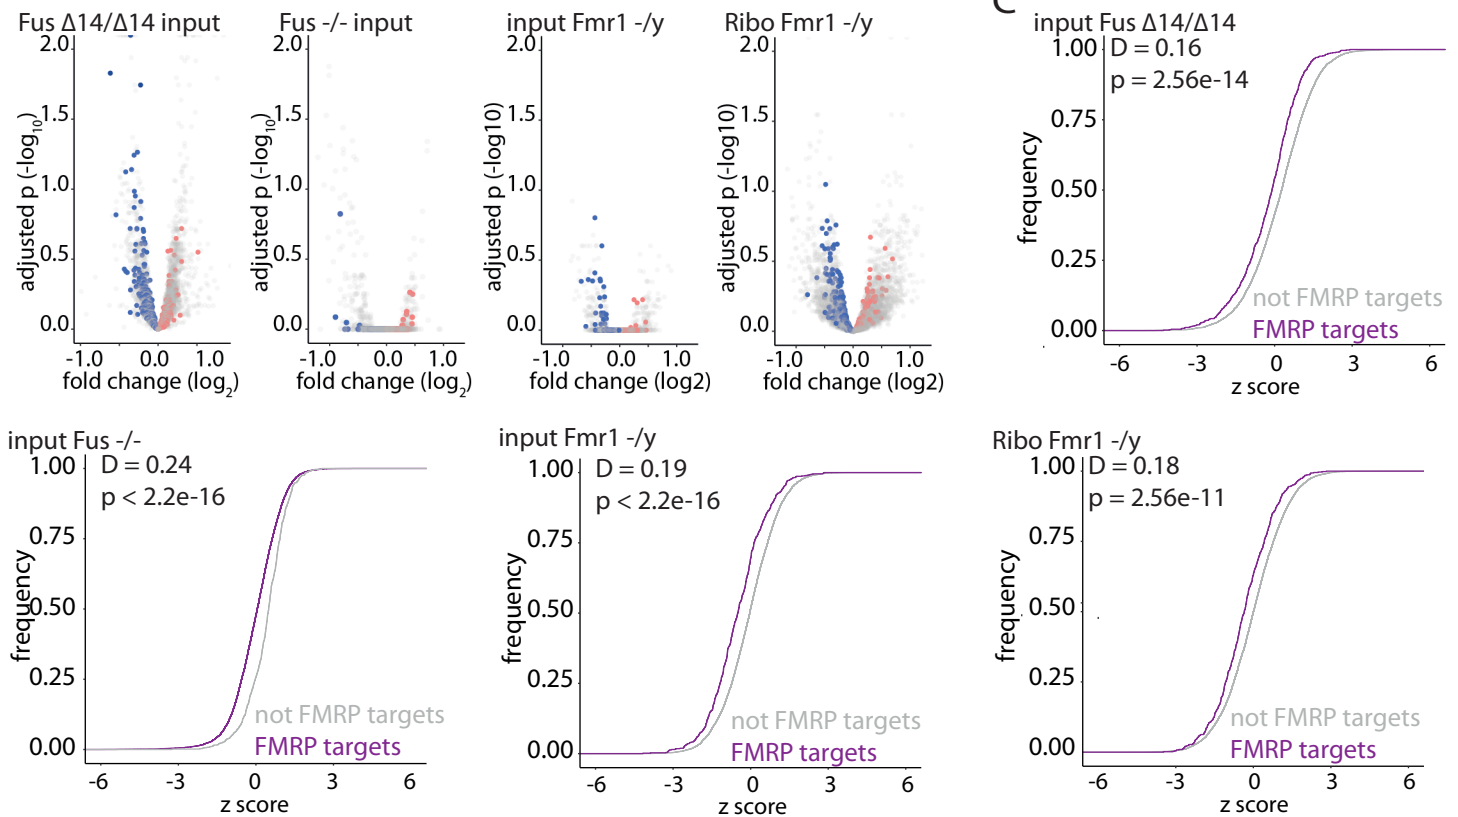 Fus Δ14/Δ14 input
2.0
1.5
1.0
0.5
0.0
adjusted p (-log10)
-1.0 0.0 1.0
fold change (log2)
Fus -/- input
2.0
1.5
1.0
0.5
0.0
adjusted p (-log10)
-1.0 0.0 1.0
fold change (log2)
input Fmr1 -/y
2.0
1.5
1.0
0.5
0.0
adjusted p (-log10)
-1.0 0.0 1.0
fold change (log2)
Ribo Fmr1 -/y
2.0
1.5
1.0
0.5
0.0
adjusted p (-log10)
-1.0 0.0 1.0
fold change (log2)
input Fus Δ14/Δ14
D = 0.16
p = 2.56e-14
1.00
0.75
0.50
0.25
0.00
frequency
not FMRP targets
FMRP targets
-6 -3 0 3 6
z score
input Fus -/-
D = 0.24
p < 2.2e-16
1.00
0.75
0.50
0.25
0.00
frequency
not FMRP targets
FMRP targets
-6 -3 0 3 6
z score
input Fmr1 -/y
D = 0.19
p < 2.2e-16
1.00
0.75
0.50
0.25
0.00
frequency
not FMRP targets
FMRP targets
-6 -3 0 3 6
z score
Ribo Fmr1 -/y
D = 0.18
p = 2.56e-11
1.00
0.75
0.50
0.25
0.00
frequency
not FMRP targets
FMRP targets
-6 -3 0 3 6
z score